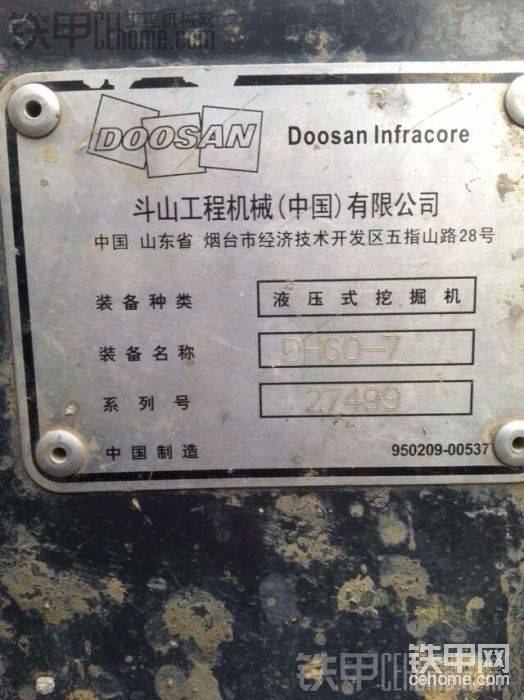 铁甲 工程机械网
CEhome.com
DOOSAN Doosan Infracore
斗山工程机械(中国)有限公司
中国 山东省 烟台市经济技术开发区五指山路28号
装备种类 液压式挖掘机
装备名称 DH60-7
系列号 27499
中国制造 950209-00537
铁甲网
cehome.com